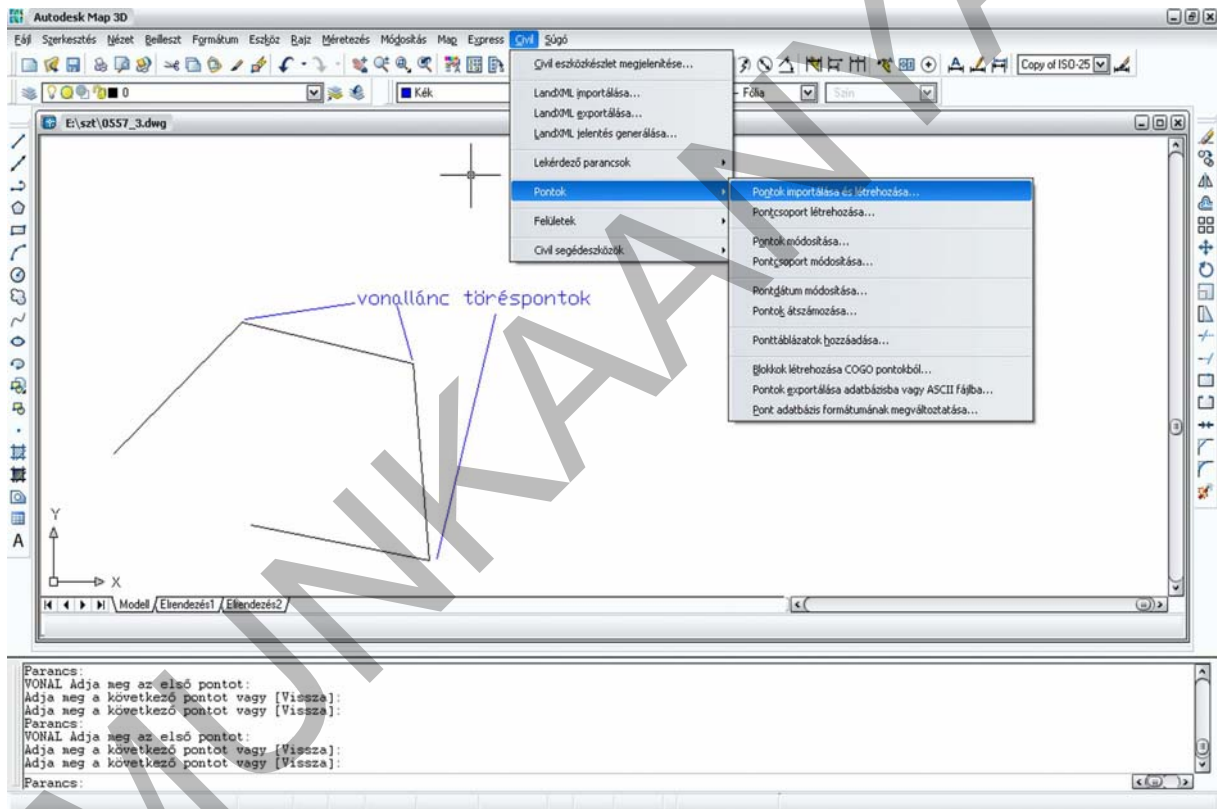 Autodesk Map 3D
Fájl Szerkesztés Nézet Beilleszt Formátum Eszköz Rajz Méretezés Módosítás Map Express Civil Súgó
Copy of ISO-25
0
Kék
Fólia
Szín
E:\szt\0557_3.dwg
Civil eszközkészlet megjelenítése...
LandXML importálása...
LandXML exportálása...
LandXML jelentés generálása...
Lekérdező parancsok
Pontok
Felületek
Civil segédeszközök
Pontok importálása és létrehozása...
Pontcsoport létrehozása...
Pontok módosítása...
Pontcsoport módosítása...
Pontdátum módosítása...
Pontok átszámozása...
Ponttáblázatok hozzáadása...
Blokkok létrehozása COGO pontokból...
Pontok exportálása adatbázisba vagy ASCII fájlba...
Pont adatbázis formátumának megváltoztatása...
vonallánc töréspontok
A
Y
X
Modell Elrendezés1 Elrendezés2
Parancs:
VONAL Adja meg az első pontot:
Adja meg a következő pontot vagy [Vissza]:
Adja meg a következő pontot vagy [Vissza]:
Parancs:
VONAL Adja meg az első pontot:
Adja meg a következő pontot vagy [Vissza]:
Adja meg a következő pontot vagy [Vissza]:
Parancs:
MUNKAANYA